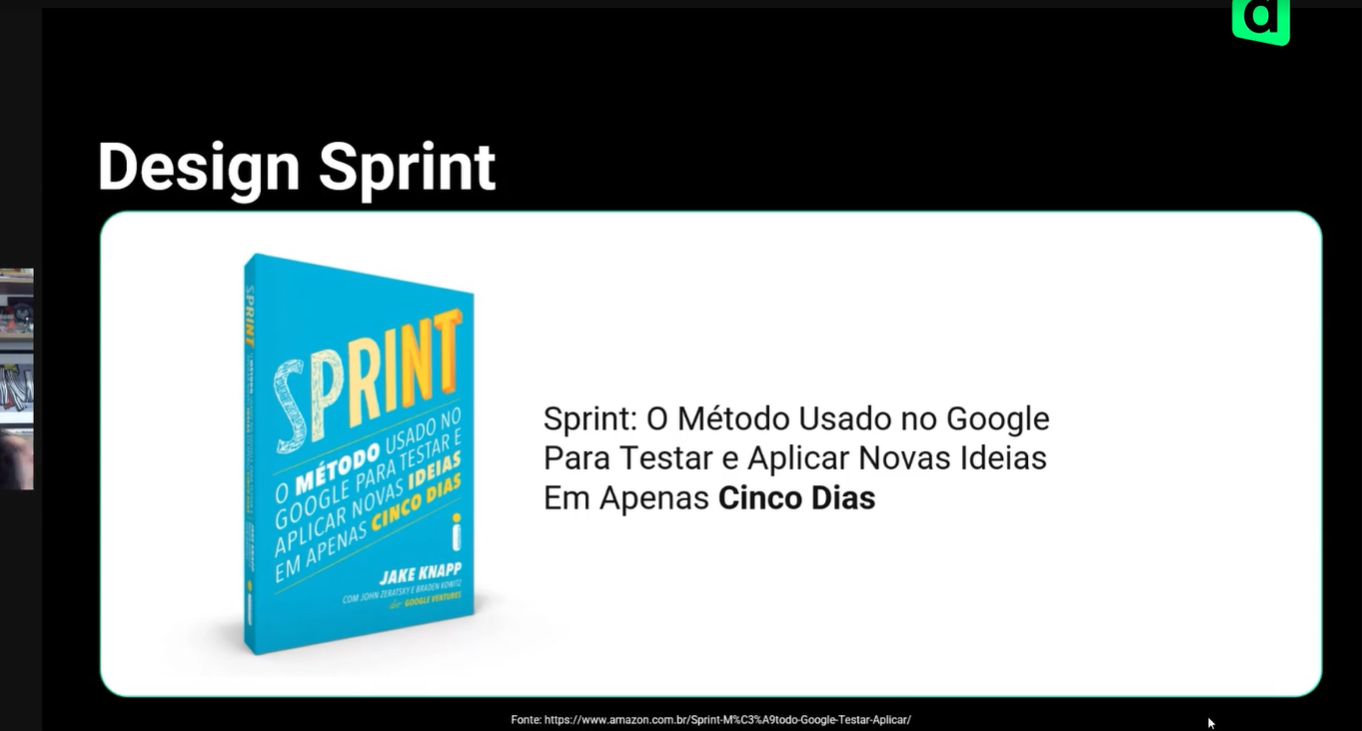 a
Design Sprint
SPRINT
SPRINT
O MÉTODO USADO NO
GOOGLE PARA TESTAR E
APLICAR NOVAS IDEIAS
EM APENAS CINCO DIAS
JAKE KNAPP
COM JOHN ZERATSKY E BRADEN KOWITZ
do GOOGLE VENTURES
Sprint: O Método Usado no Google
Para Testar e Aplicar Novas Ideias
Em Apenas Cinco Dias
Fonte: https://www.amazon.com.br/Sprint-M%C3%A9todo-Google-Testar-Aplicar/